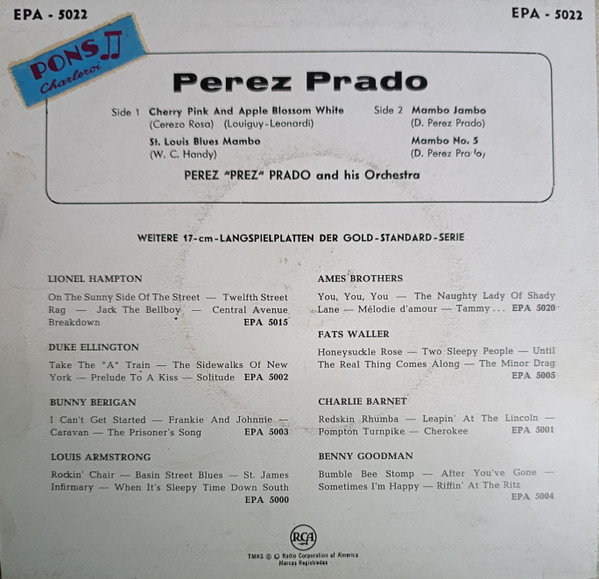 EPA - 5022 EPA - 5022
PONS
Charleroi
Perez Prado
Side 1 Cherry Pink And Apple Blossom White
(Cerezo Rosa) (Louiguy-Leonardi)
St. Louis Blues Mambo
(W. C. Handy)
Side 2 Mambo Jambo
(D. Perez Prado)
Mambo No. 5
(D. Perez Prado)
PEREZ "PREZ" PRADO and his Orchestra
WEITERE 17-cm-LANGSPIELPLATTEN DER GOLD-STANDARD-SERIE
LIONEL HAMPTON
On The Sunny Side Of The Street — Twelfth Street
Rag — Jack The Bellboy — Central Avenue
Breakdown EPA 5015
DUKE ELLINGTON
Take The "A" Train — The Sidewalks Of New
York — Prelude To A Kiss — Solitude EPA 5002
BUNNY BERIGAN
I Can't Get Started — Frankie And Johnnie —
Caravan — The Prisoner's Song EPA 5003
LOUIS ARMSTRONG
Rockin' Chair — Basin Street Blues — St. James
Infirmary — When It's Sleepy Time Down South
EPA 5000
AMES BROTHERS
You, You, You — The Naughty Lady Of Shady
Lane — Mélodie d'amour — Tammy... EPA 5020
FATS WALLER
Honeysuckle Rose — Two Sleepy People — Until
The Real Thing Comes Along — The Minor Drag
EPA 5005
CHARLIE BARNET
Redskin Rhumba — Leapin' At The Lincoln —
Pompton Turnpike — Cherokee EPA 5001
BENNY GOODMAN
Bumble Bee Stomp — After You've Gone —
Sometimes I'm Happy — Riffin' At The Ritz
EPA 5004
RCA
TMKS ® © Radio Corporation of America
Marcas Registradas